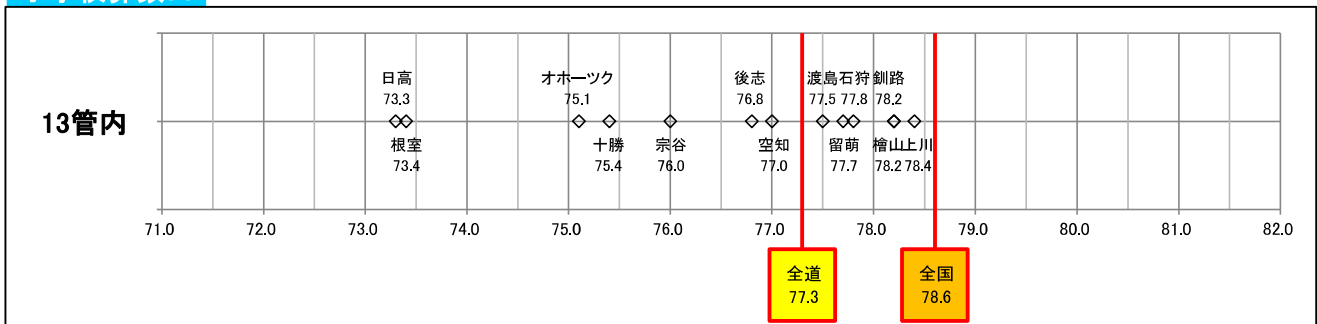 日高 オホーツク 後志 渡島 石狩 釧路
73.3 75.1 76.8 77.5 77.8 78.2
13管内
根室 十勝 宗谷 空知 留萌 檜山 上川
73.4 75.4 76.0 77.0 77.7 78.2 78.4
71.0 72.0 73.0 74.0 75.0 76.0 77.0 78.0 79.0 80.0 81.0 82.0
全道 全国
77.3 78.6